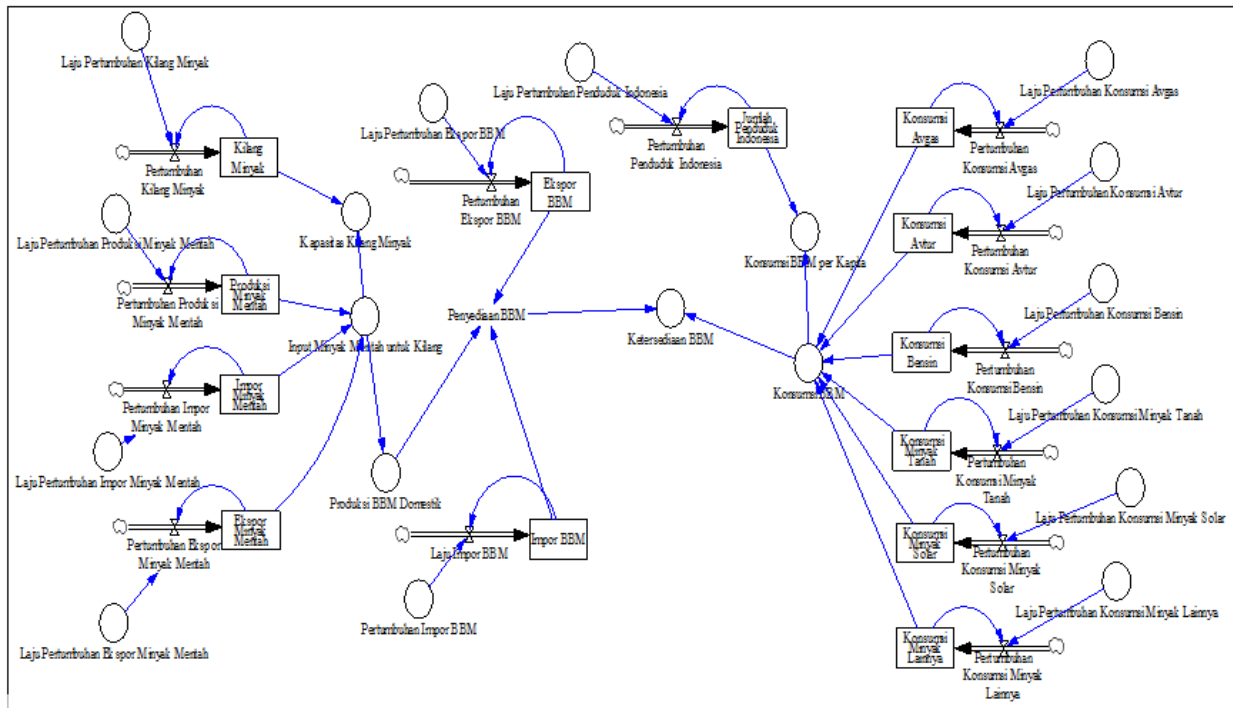 Laju Pertumbuhan Kilang Minyak
Kilang
Minyak
Pertumbuhan
Kilang Minyak
Laju Pertumbuhan Produksi Minyak Mentah
Kapasitas Kilang Minyak
Produksi
Minyak
Mentah
Pertumbuhan Produksi
Minyak Mentah
Input Minyak Mentah untuk Kilang
Impor
Minyak
Mentah
Pertumbuhan Impor
Minyak Mentah
Laju Pertumbuhan Impor Minyak Mentah
Ekspor
Minyak
Mentah
Pertumbuhan Ekspor
Minyak Mentah
Laju Pertumbuhan Ekspor Minyak Mentah
Laju Pertumbuhan Ekspor BBM
Ekspor
BBM
Pertumbuhan
Ekspor BBM
Penyediaan BBM
Produksi BBM Domestik
Laju Impor BBM
Impor BBM
Pertumbuhan Impor BBM
Laju Pertumbuhan Penduduk Indonesia
Jumlah
Penduduk
Indonesia
Pertumbuhan
Penduduk Indonesia
Konsumsi BBM per Kapita
Ketersediaan BBM
Konsumsi BBM
Laju Pertumbuhan Konsumsi Avgas
Konsumsi
Avgas
Pertumbuhan
Konsumsi Avgas
Laju Pertumbuhan Konsumsi Avtur
Konsumsi
Avtur
Pertumbuhan
Konsumsi Avtur
Laju Pertumbuhan Konsumsi Bensin
Konsumsi
Bensin
Pertumbuhan
Konsumsi Bensin
Laju Pertumbuhan Konsumsi Minyak Tanah
Konsumsi
Minyak
Tanah
Pertumbuhan
Konsumsi Minyak
Tanah
Laju Pertumbuhan Konsumsi Minyak Solar
Konsumsi
Minyak
Solar
Pertumbuhan
Konsumsi Minyak
Solar
Laju Pertumbuhan Konsumsi Minyak Lainnya
Konsumsi
Minyak
Lainnya
Pertumbuhan
Konsumsi Minyak
Lainnya